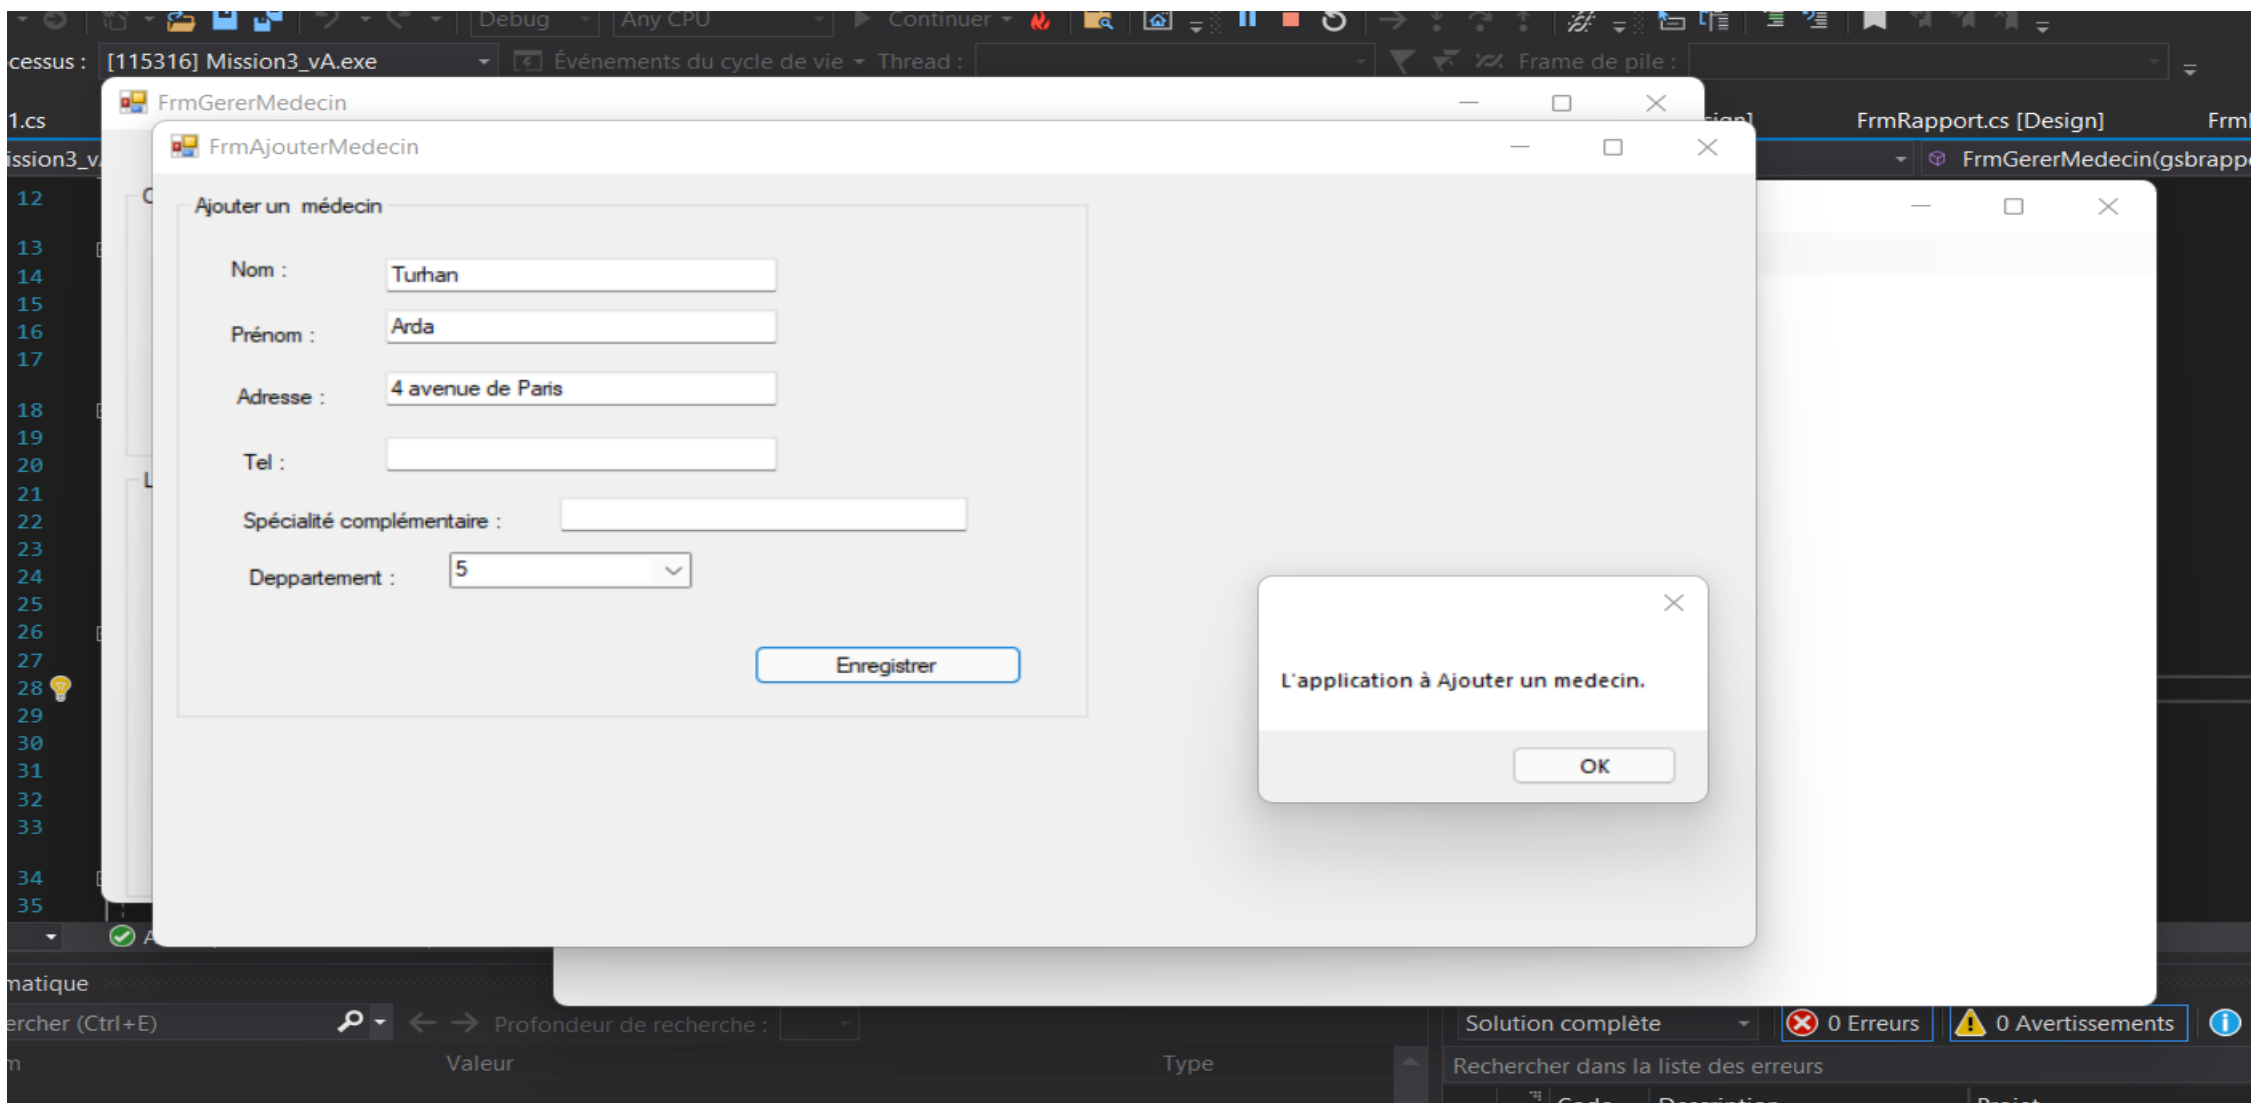 Debug Any CPU Continuer
cessus : [115316] Mission3_vA.exe Événements du cycle de vie Thread : Frame de pile :
FrmGererMedecin
1.cs FrmRapport.cs [Design]
FrmAjouterMedecin
FrmGererMedecin(gsbrapp
Ajouter un médecin
Nom : Turhan
Prénom : Arda
Adresse : 4 avenue de Paris
Tel :
Spécialité complémentaire :
Deppartement : 5
Enregistrer
L'application à Ajouter un medecin.
OK
12
13
14
15
16
17
18
19
20
21
22
23
24
25
26
27
28
29
30
31
32
33
34
35
matique
ercher (Ctrl+E) Profondeur de recherche : Solution complète 0 Erreurs 0 Avertissements
Valeur Type Rechercher dans la liste des erreurs
Code Description Projet